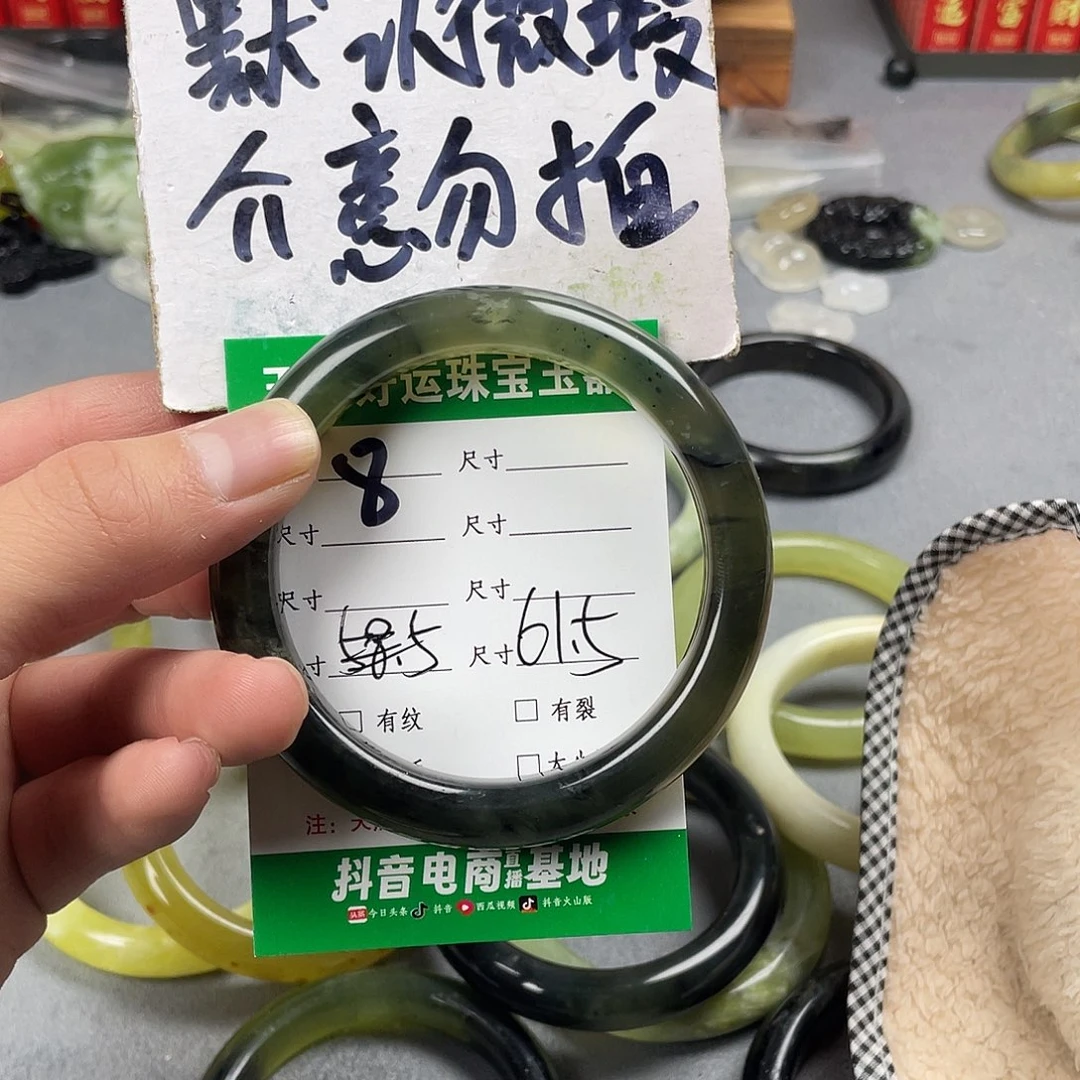 默认微瑕
介意勿拍
好运珠宝玉器
8
尺寸
尺寸
尺寸
尺寸
尺寸
58.5
寸
尺寸 61.5
□ 有纹
□ 有裂
注：
抖音电商直播基地
头条 今日头条 抖音 西瓜视频 抖音火山版